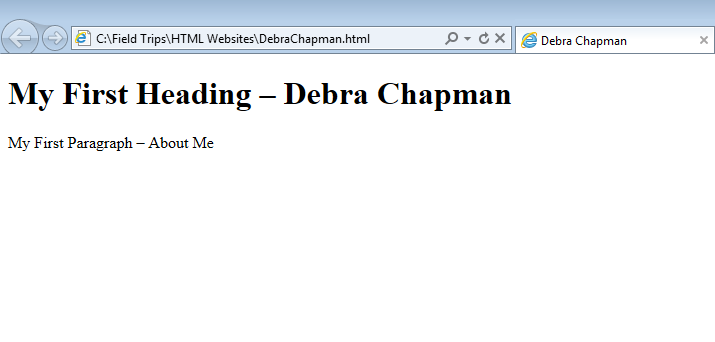 C:\Field Trips\HTML Websites\DebraChapman.html
Debra Chapman
My First Heading – Debra Chapman
My First Paragraph – About Me